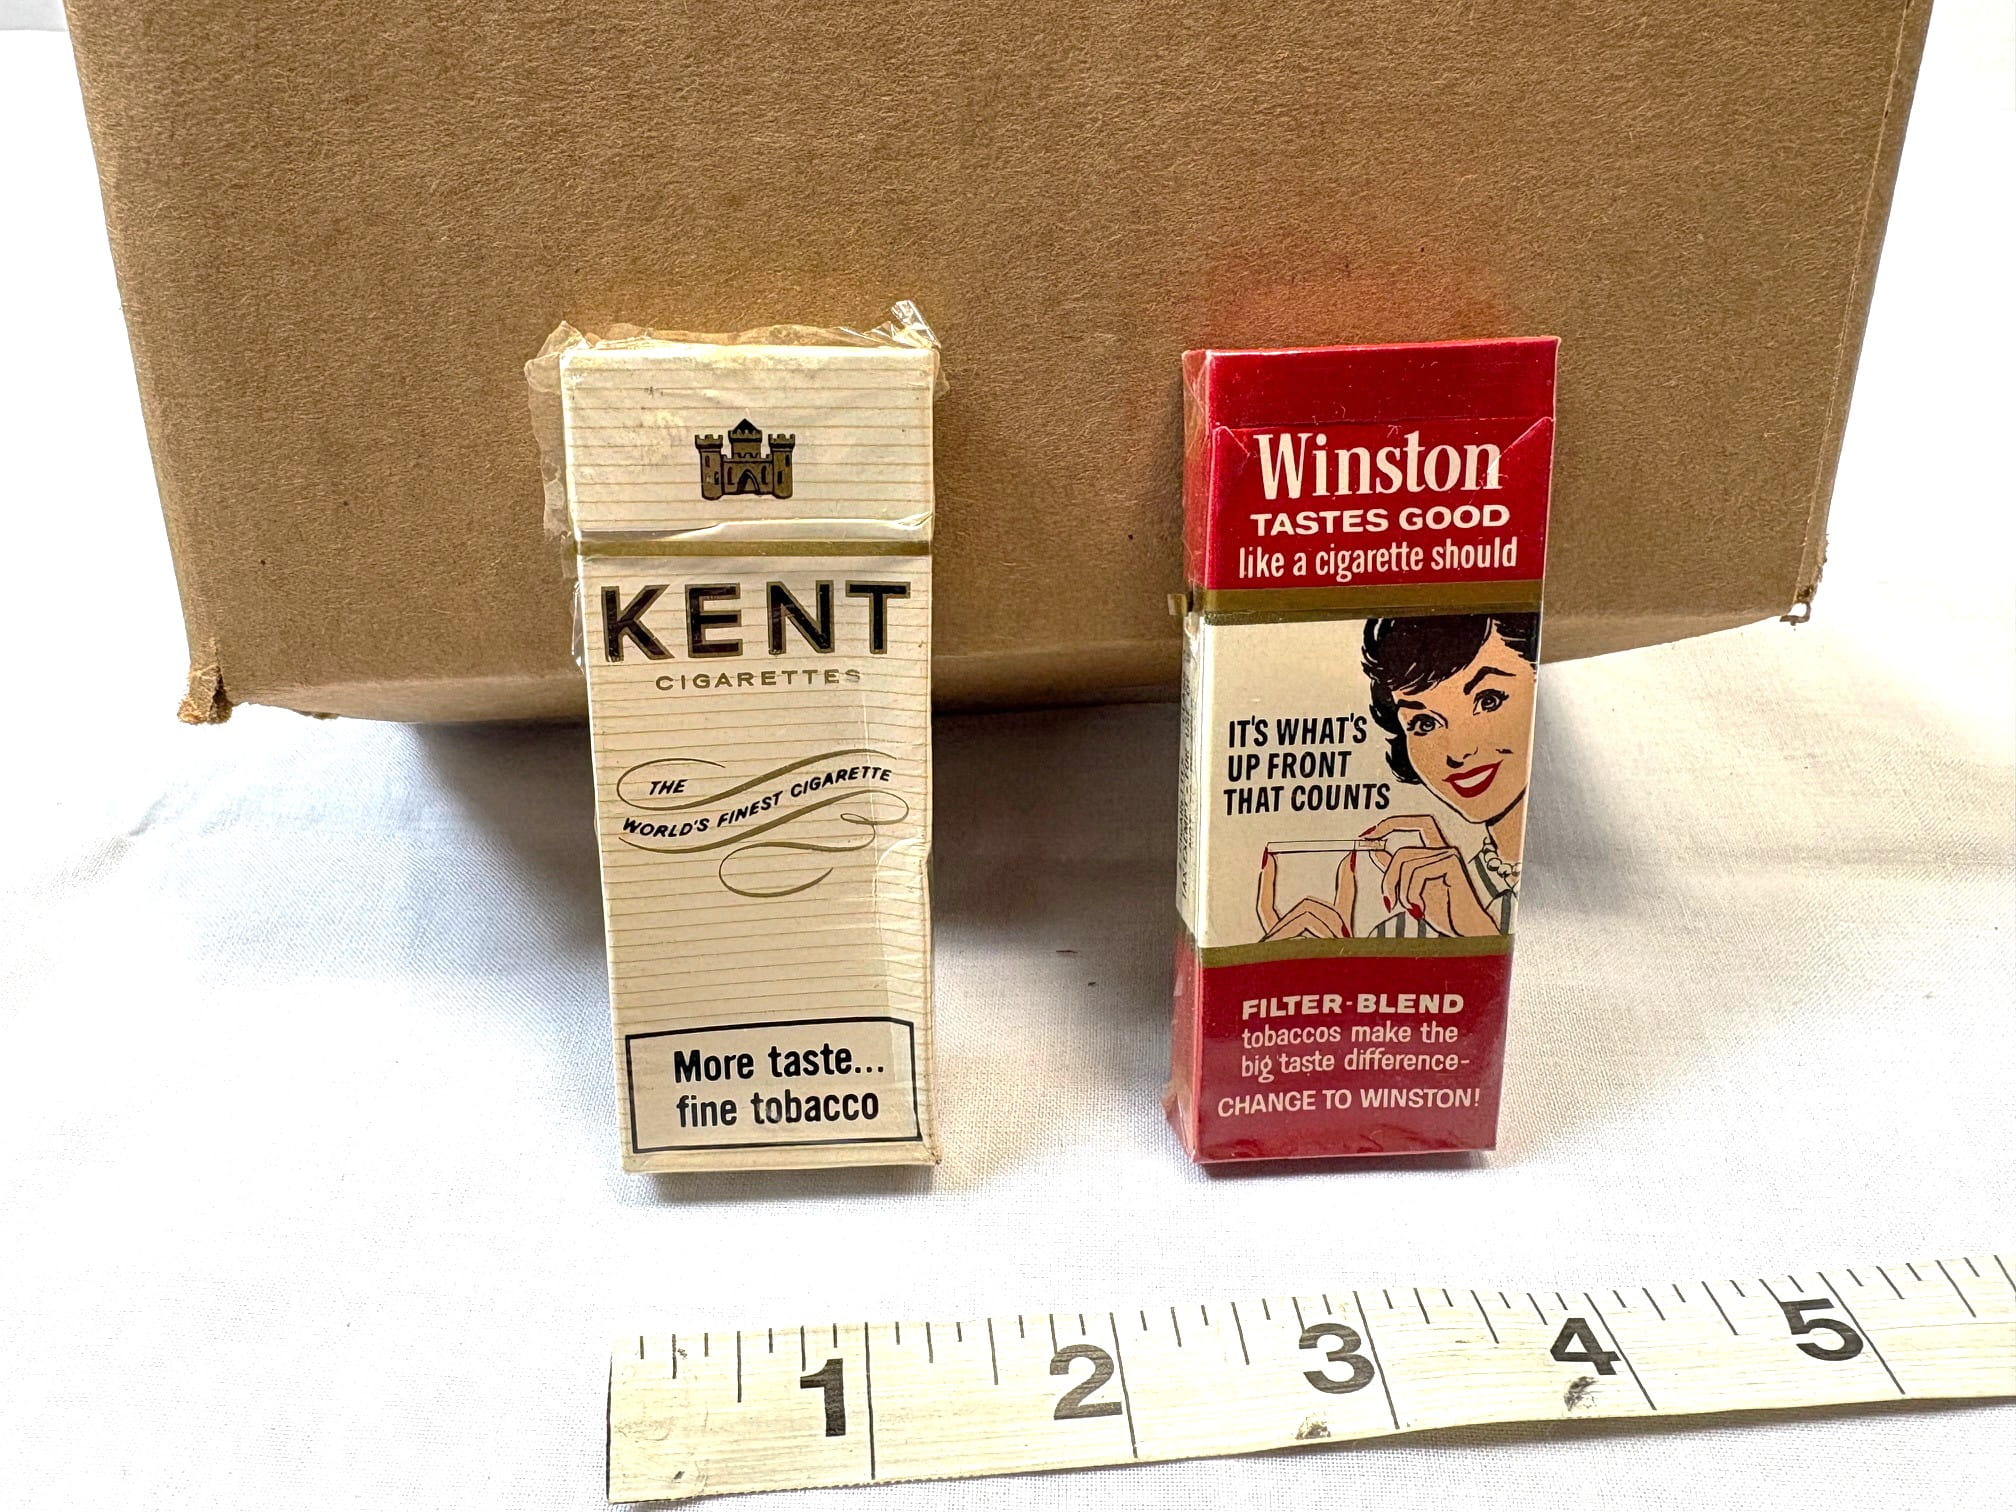 KENT
CIGARETTES
THE
WORLD'S FINEST CIGARETTE
More taste...
fine tobacco
Winston
TASTES GOOD
like a cigarette should
IT'S WHAT'S
UP FRONT
THAT COUNTS
FILTER-BLEND
tobaccos make the
big taste difference-
CHANGE TO WINSTON!
1 2 3 4 5